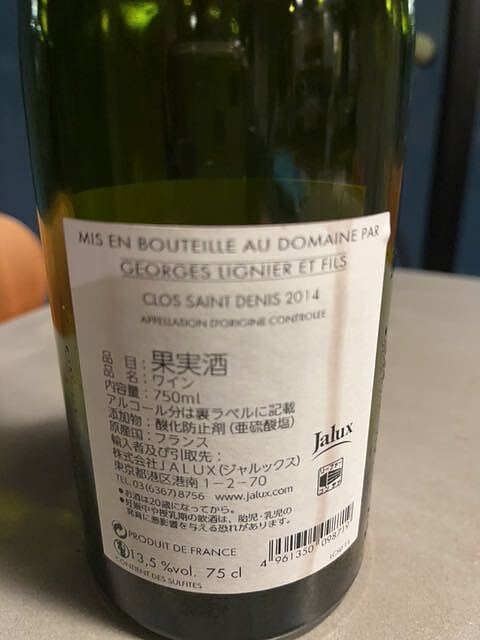 MIS EN BOUTEILLE AU DOMAINE PAR
GEORGES LIGNIER ET FILS
CLOS SAINT DENIS 2014
APPELLATION D'ORIGINE CONTRÔLÉE
品目：果実酒
品名：ワイン
内容量：750ml
アルコール分は裏ラベルに記載
添加物：酸化防止剤(亜硫酸塩)
原産国：フランス
輸入者及び引取先：
株式会社JALUX(ジャルックス)
東京都港区港南1-2-70
TEL.03(6367)8756 www.jalux.com
●お酒は20歳になってから。
●妊娠中や授乳期の飲酒は、胎児・乳児の
発育に悪影響を与える恐れがあります。
Jalux
PRODUIT DE FRANCE
13,5 %vol. 75 cl
CONTIENT DES SULFITES
4 961350 09871